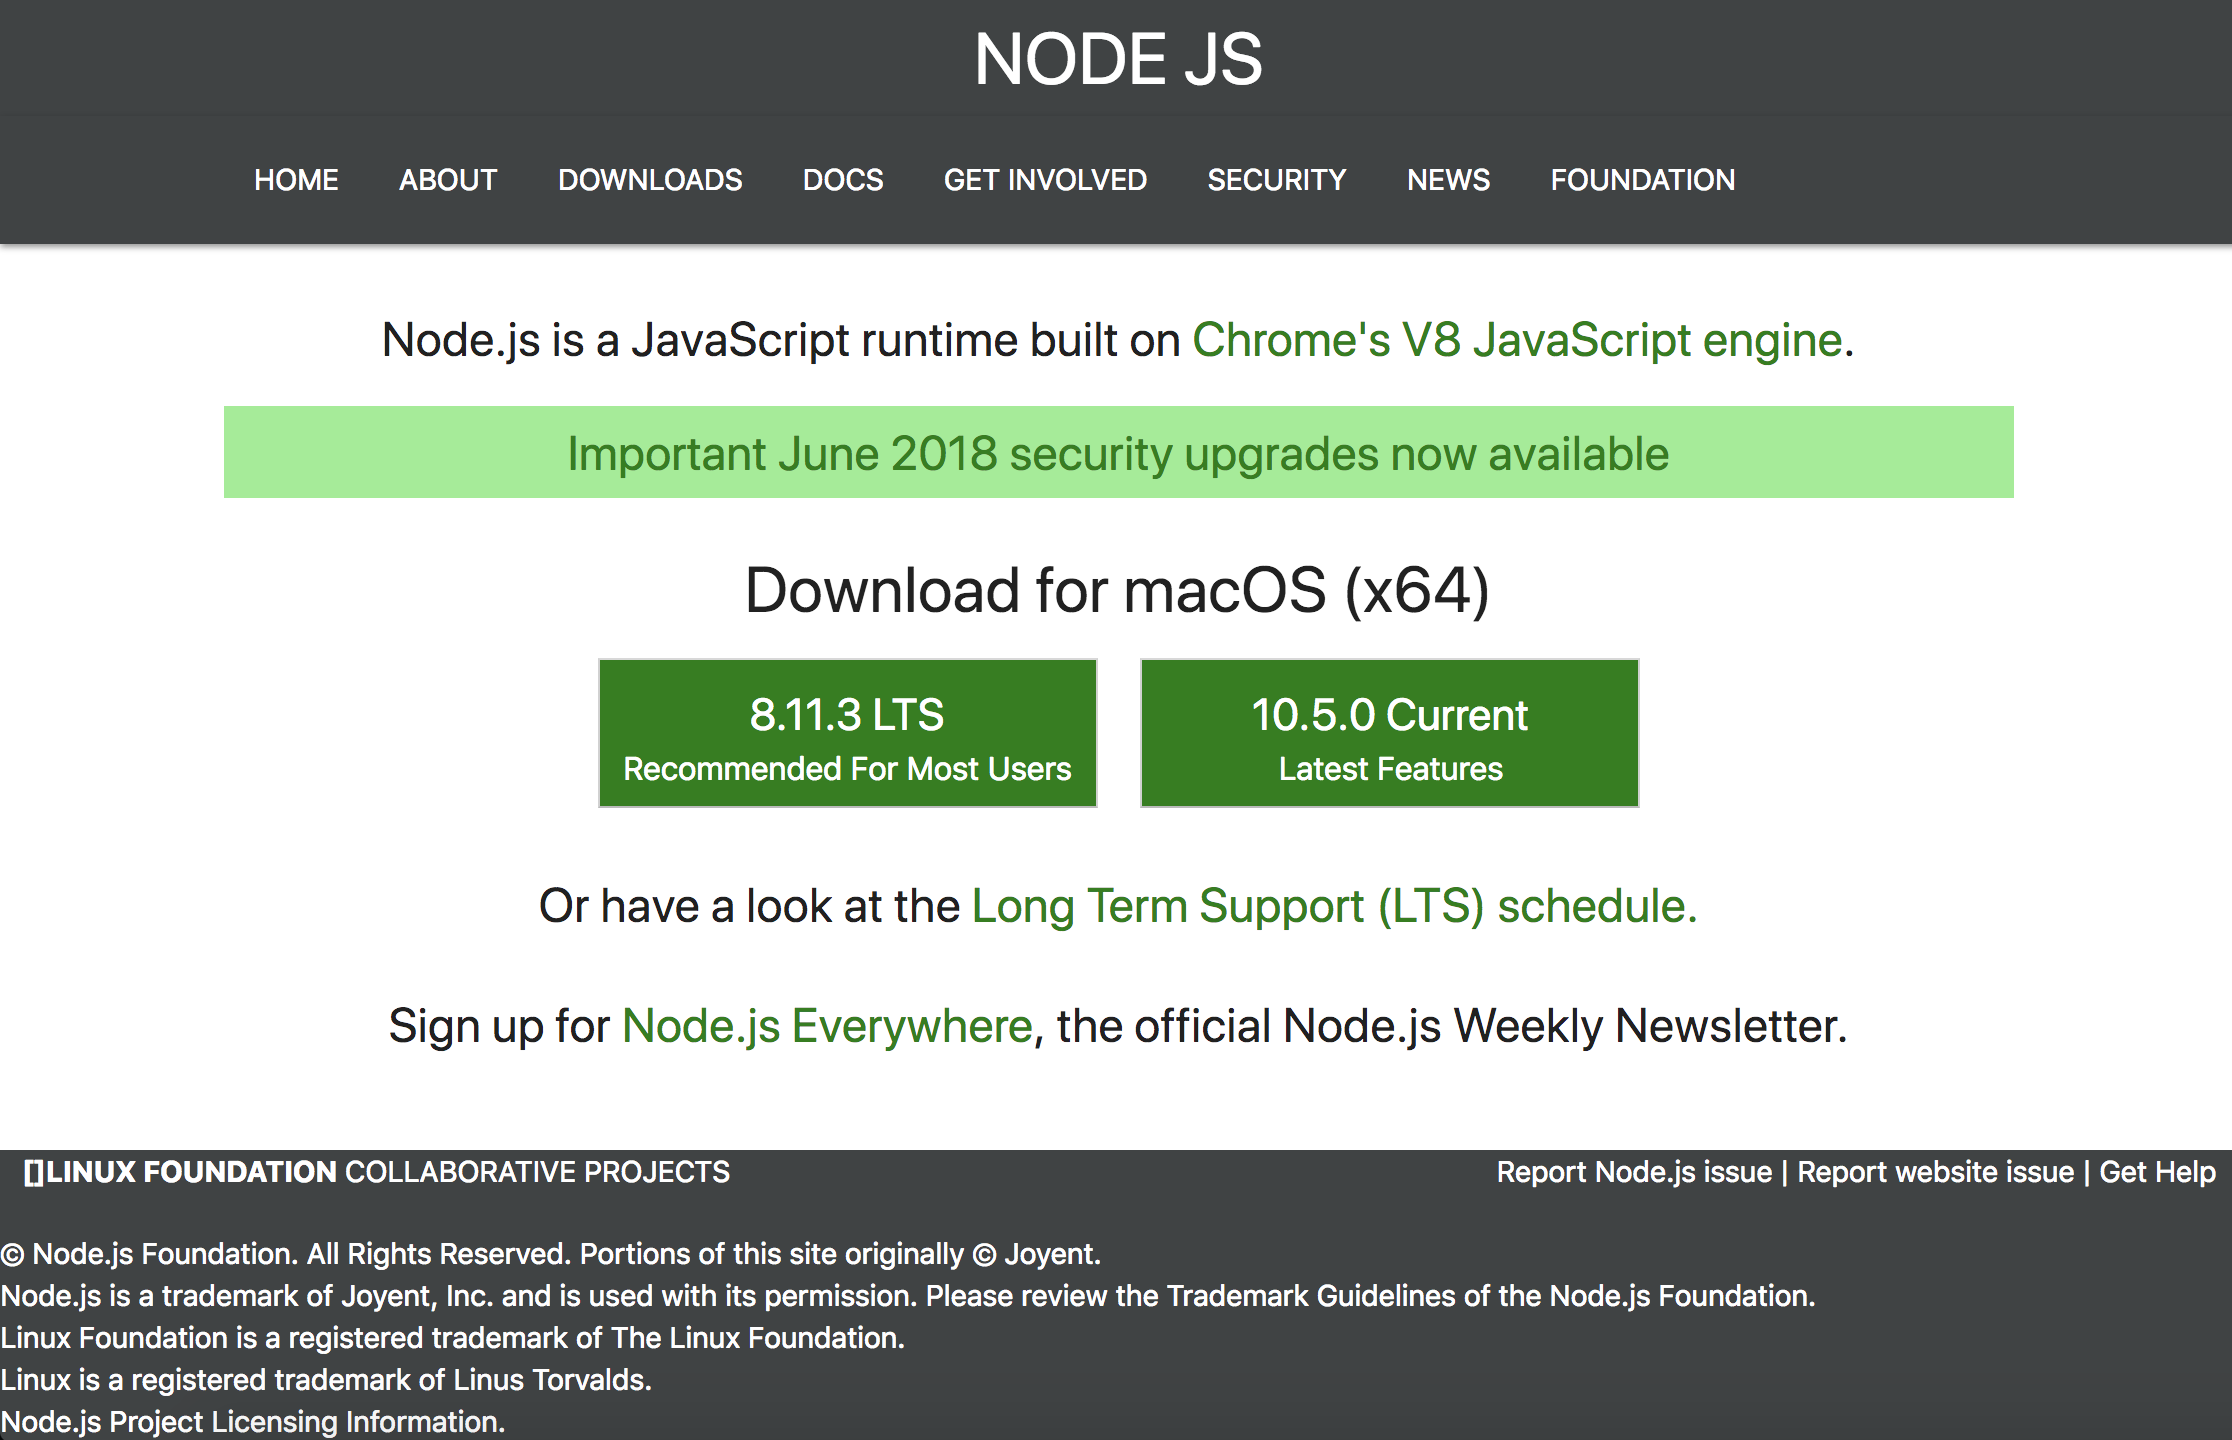 NODE JS
HOME ABOUT DOWNLOADS DOCS GET INVOLVED SECURITY NEWS FOUNDATION
Node.js is a JavaScript runtime built on Chrome's V8 JavaScript engine.
Important June 2018 security upgrades now available
Download for macOS (x64)
8.11.3 LTS
Recommended For Most Users
10.5.0 Current
Latest Features
Or have a look at the Long Term Support (LTS) schedule.
Sign up for Node.js Everywhere, the official Node.js Weekly Newsletter.
[]LINUX FOUNDATION COLLABORATIVE PROJECTS
Report Node.js issue | Report website issue | Get Help
© Node.js Foundation. All Rights Reserved. Portions of this site originally © Joyent.
Node.js is a trademark of Joyent, Inc. and is used with its permission. Please review the Trademark Guidelines of the Node.js Foundation.
Linux Foundation is a registered trademark of The Linux Foundation.
Linux is a registered trademark of Linus Torvalds.
Node.js Project Licensing Information.